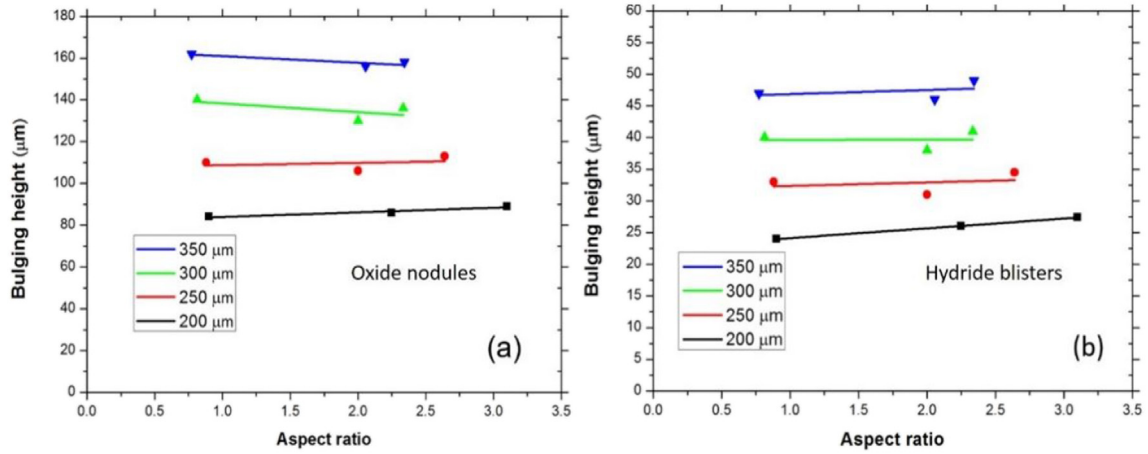 180
160
140
120
100
80
60
40
20
0
Bulging height (μm)
350 μm
300 μm
250 μm
200 μm
Oxide nodules
(a)
0.0 0.5 1.0 1.5 2.0 2.5 3.0 3.5
Aspect ratio
60
55
50
45
40
35
30
25
20
15
10
5
0
Bulging height (μm)
350 μm
300 μm
250 μm
200 μm
Hydride blisters
(b)
0.0 0.5 1.0 1.5 2.0 2.5 3.0 3.5
Aspect ratio